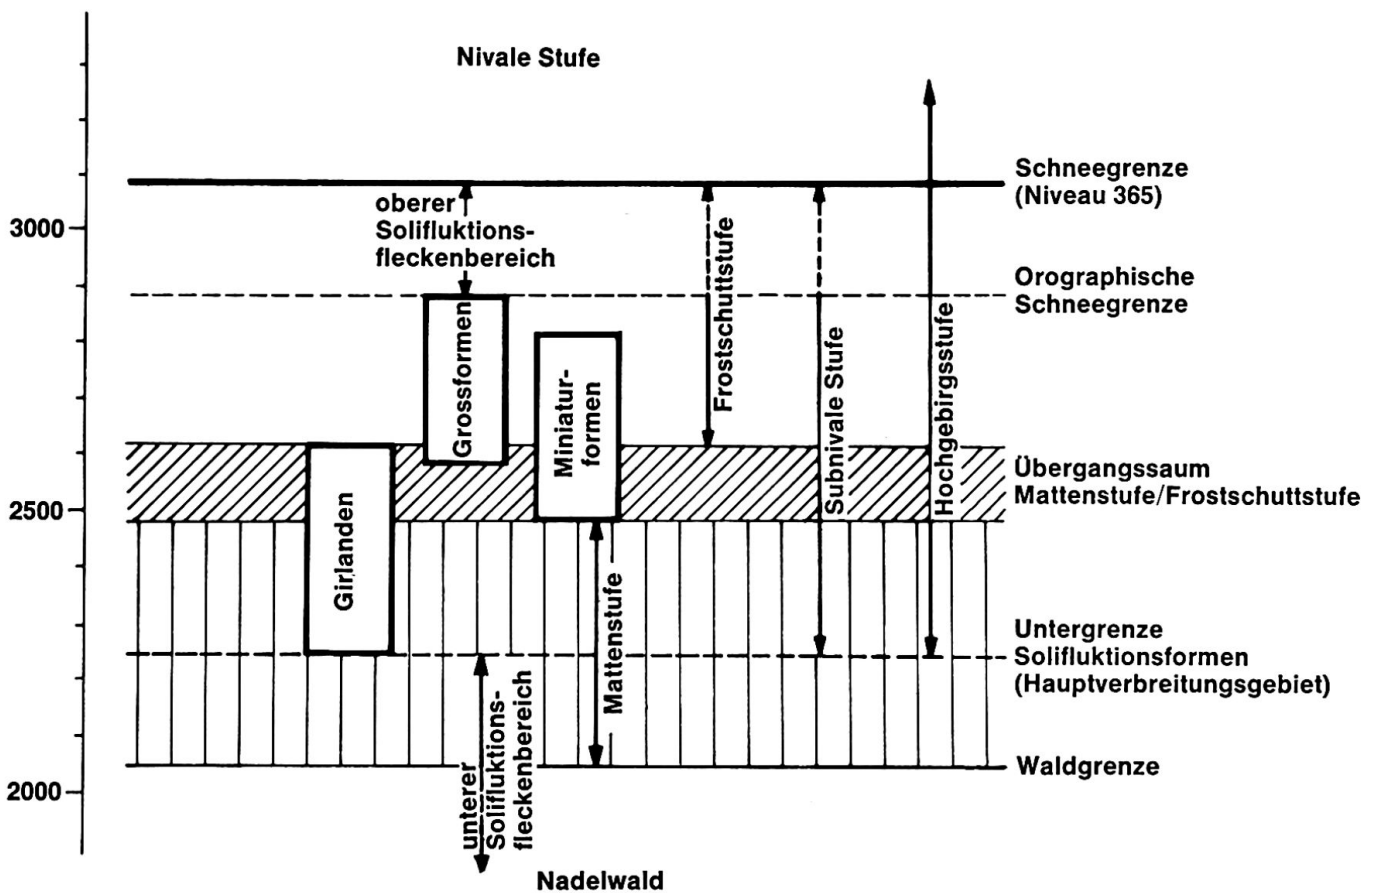 Nivale Stufe
Schneegrenze
(Niveau 365)
oberer
Solifluktions-
fleckenbereich
3000
Orographische
Schneegrenze
Grossformen
Miniatur-
formen
Frostschuttstufe
Subnivale Stufe
Hochgebirgsstufe
Übergangssaum
Mattenstufe/Frostschuttstufe
2500
Girlanden
Mattenstufe
Untergrenze
Solifluktionsformen
(Hauptverbreitungsgebiet)
unterer
Solifluktions-
fleckenbereich
Waldgrenze
2000
Nadelwald